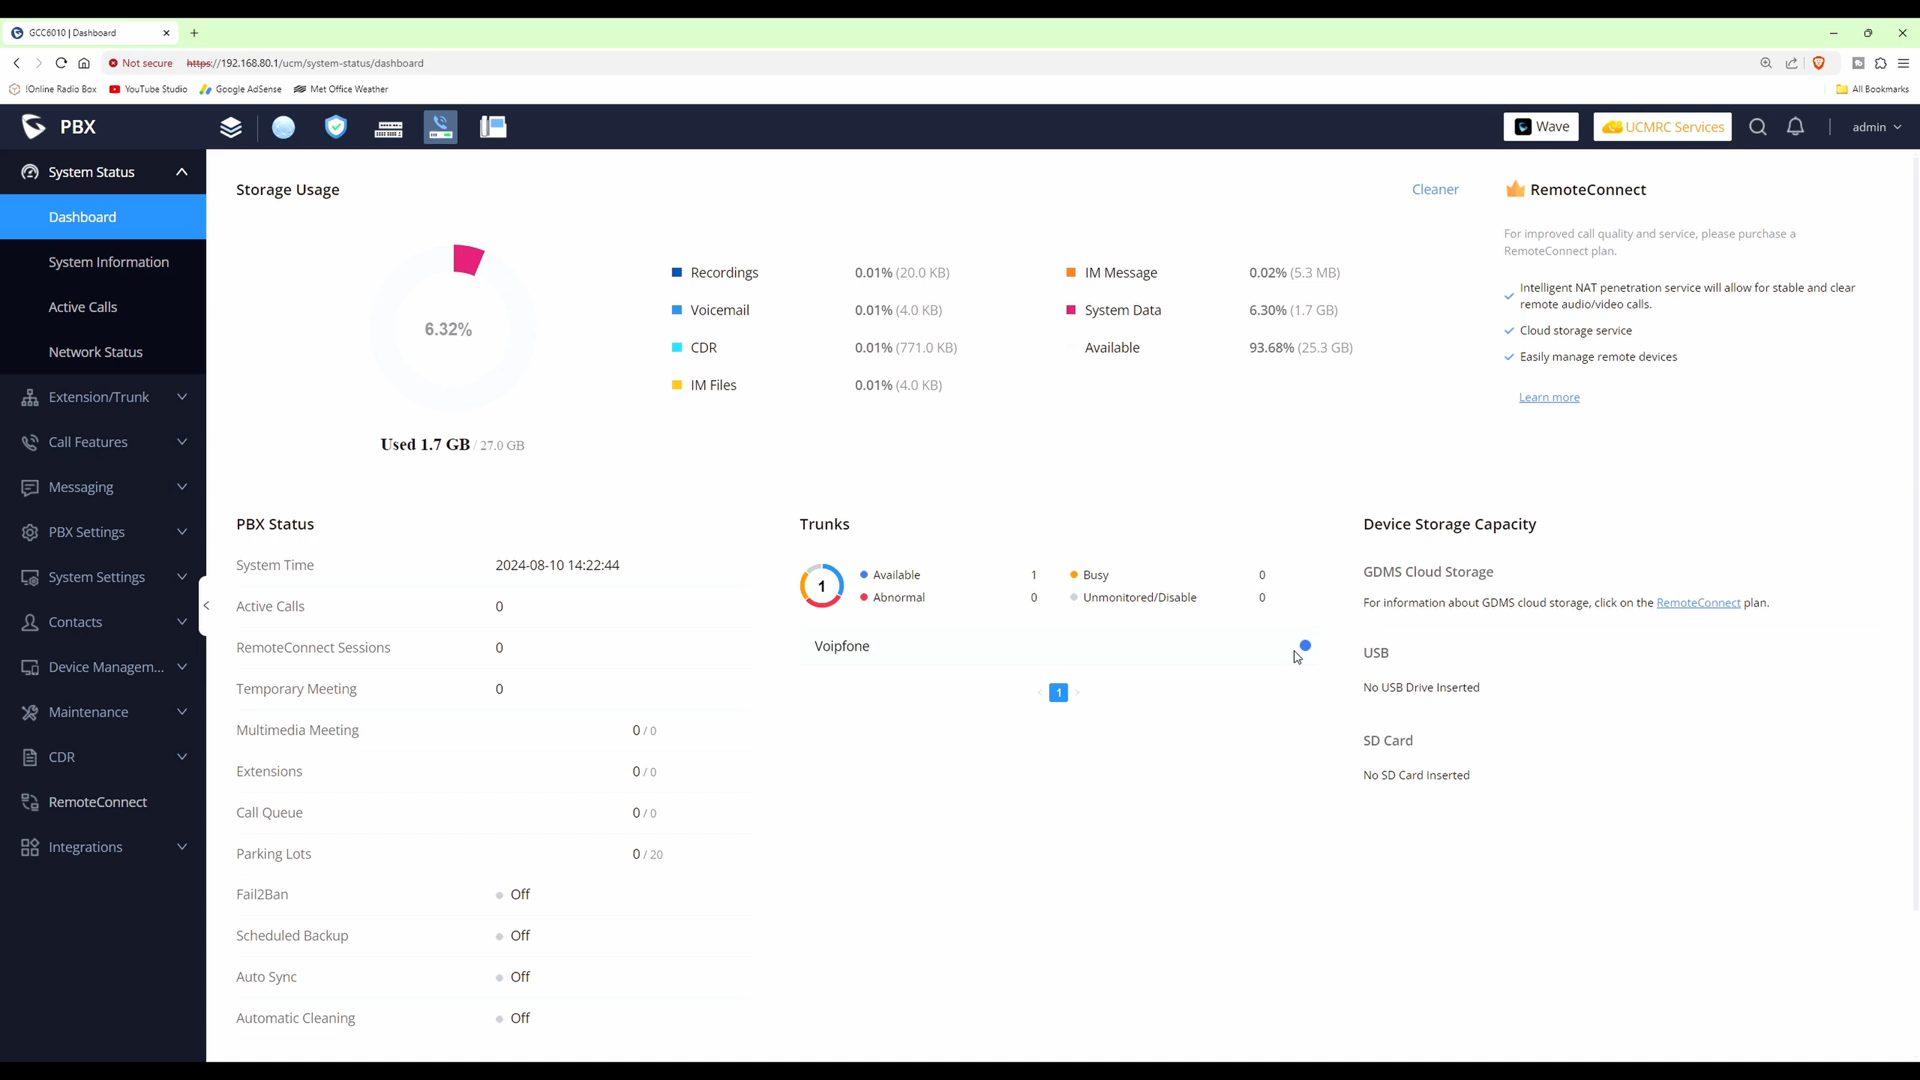 GCC6010 | Dashboard
Not secure https://192.168.80.1/ucm/system-status/dashboard
!Online Radio Box YouTube Studio Google AdSense Met Office Weather All Bookmarks
PBX Wave UCMRC Services admin
System Status
Dashboard
System Information
Active Calls
Network Status
Extension/Trunk
Call Features
Messaging
PBX Settings
System Settings
Contacts
Device Managem...
Maintenance
CDR
RemoteConnect
Integrations
Storage Usage Cleaner
6.32%
Used 1.7 GB / 27.0 GB
Recordings 0.01% (20.0 KB)
Voicemail 0.01% (4.0 KB)
CDR 0.01% (771.0 KB)
IM Files 0.01% (4.0 KB)
IM Message 0.02% (5.3 MB)
System Data 6.30% (1.7 GB)
Available 93.68% (25.3 GB)
RemoteConnect
For improved call quality and service, please purchase a
RemoteConnect plan.
Intelligent NAT penetration service will allow for stable and clear
remote audio/video calls.
Cloud storage service
Easily manage remote devices
Learn more
PBX Status
System Time 2024-08-10 14:22:44
Active Calls 0
RemoteConnect Sessions 0
Temporary Meeting 0
Multimedia Meeting 0 / 0
Extensions 0 / 0
Call Queue 0 / 0
Parking Lots 0 / 20
Fail2Ban Off
Scheduled Backup Off
Auto Sync Off
Automatic Cleaning Off
Trunks
1
Available 1 Busy 0
Abnormal 0 Unmonitored/Disable 0
Voipfone
1
Device Storage Capacity
GDMS Cloud Storage
For information about GDMS cloud storage, click on the RemoteConnect plan.
USB
No USB Drive Inserted
SD Card
No SD Card Inserted